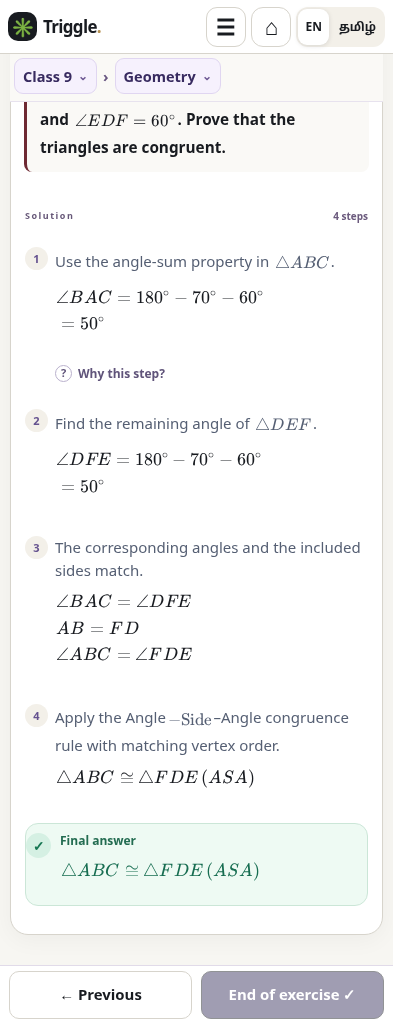 Triggle.
☰
⌂
EN
தமிழ்
Class 9 ⌄ › Geometry ⌄
and ∠EDF = 60°. Prove that the
triangles are congruent.
Solution
4 steps
1 Use the angle-sum property in △ABC.
∠BAC = 180° − 70° − 60°
= 50°
? Why this step?
2 Find the remaining angle of △DEF.
∠DFE = 180° − 70° − 60°
= 50°
3 The corresponding angles and the included
sides match.
∠BAC = ∠DFE
AB = FD
∠ABC = ∠FDE
4 Apply the Angle −Side–Angle congruence
rule with matching vertex order.
△ABC ≅ △FDE (ASA)
✓ Final answer
△ABC ≅ △FDE (ASA)
← Previous
End of exercise ✓